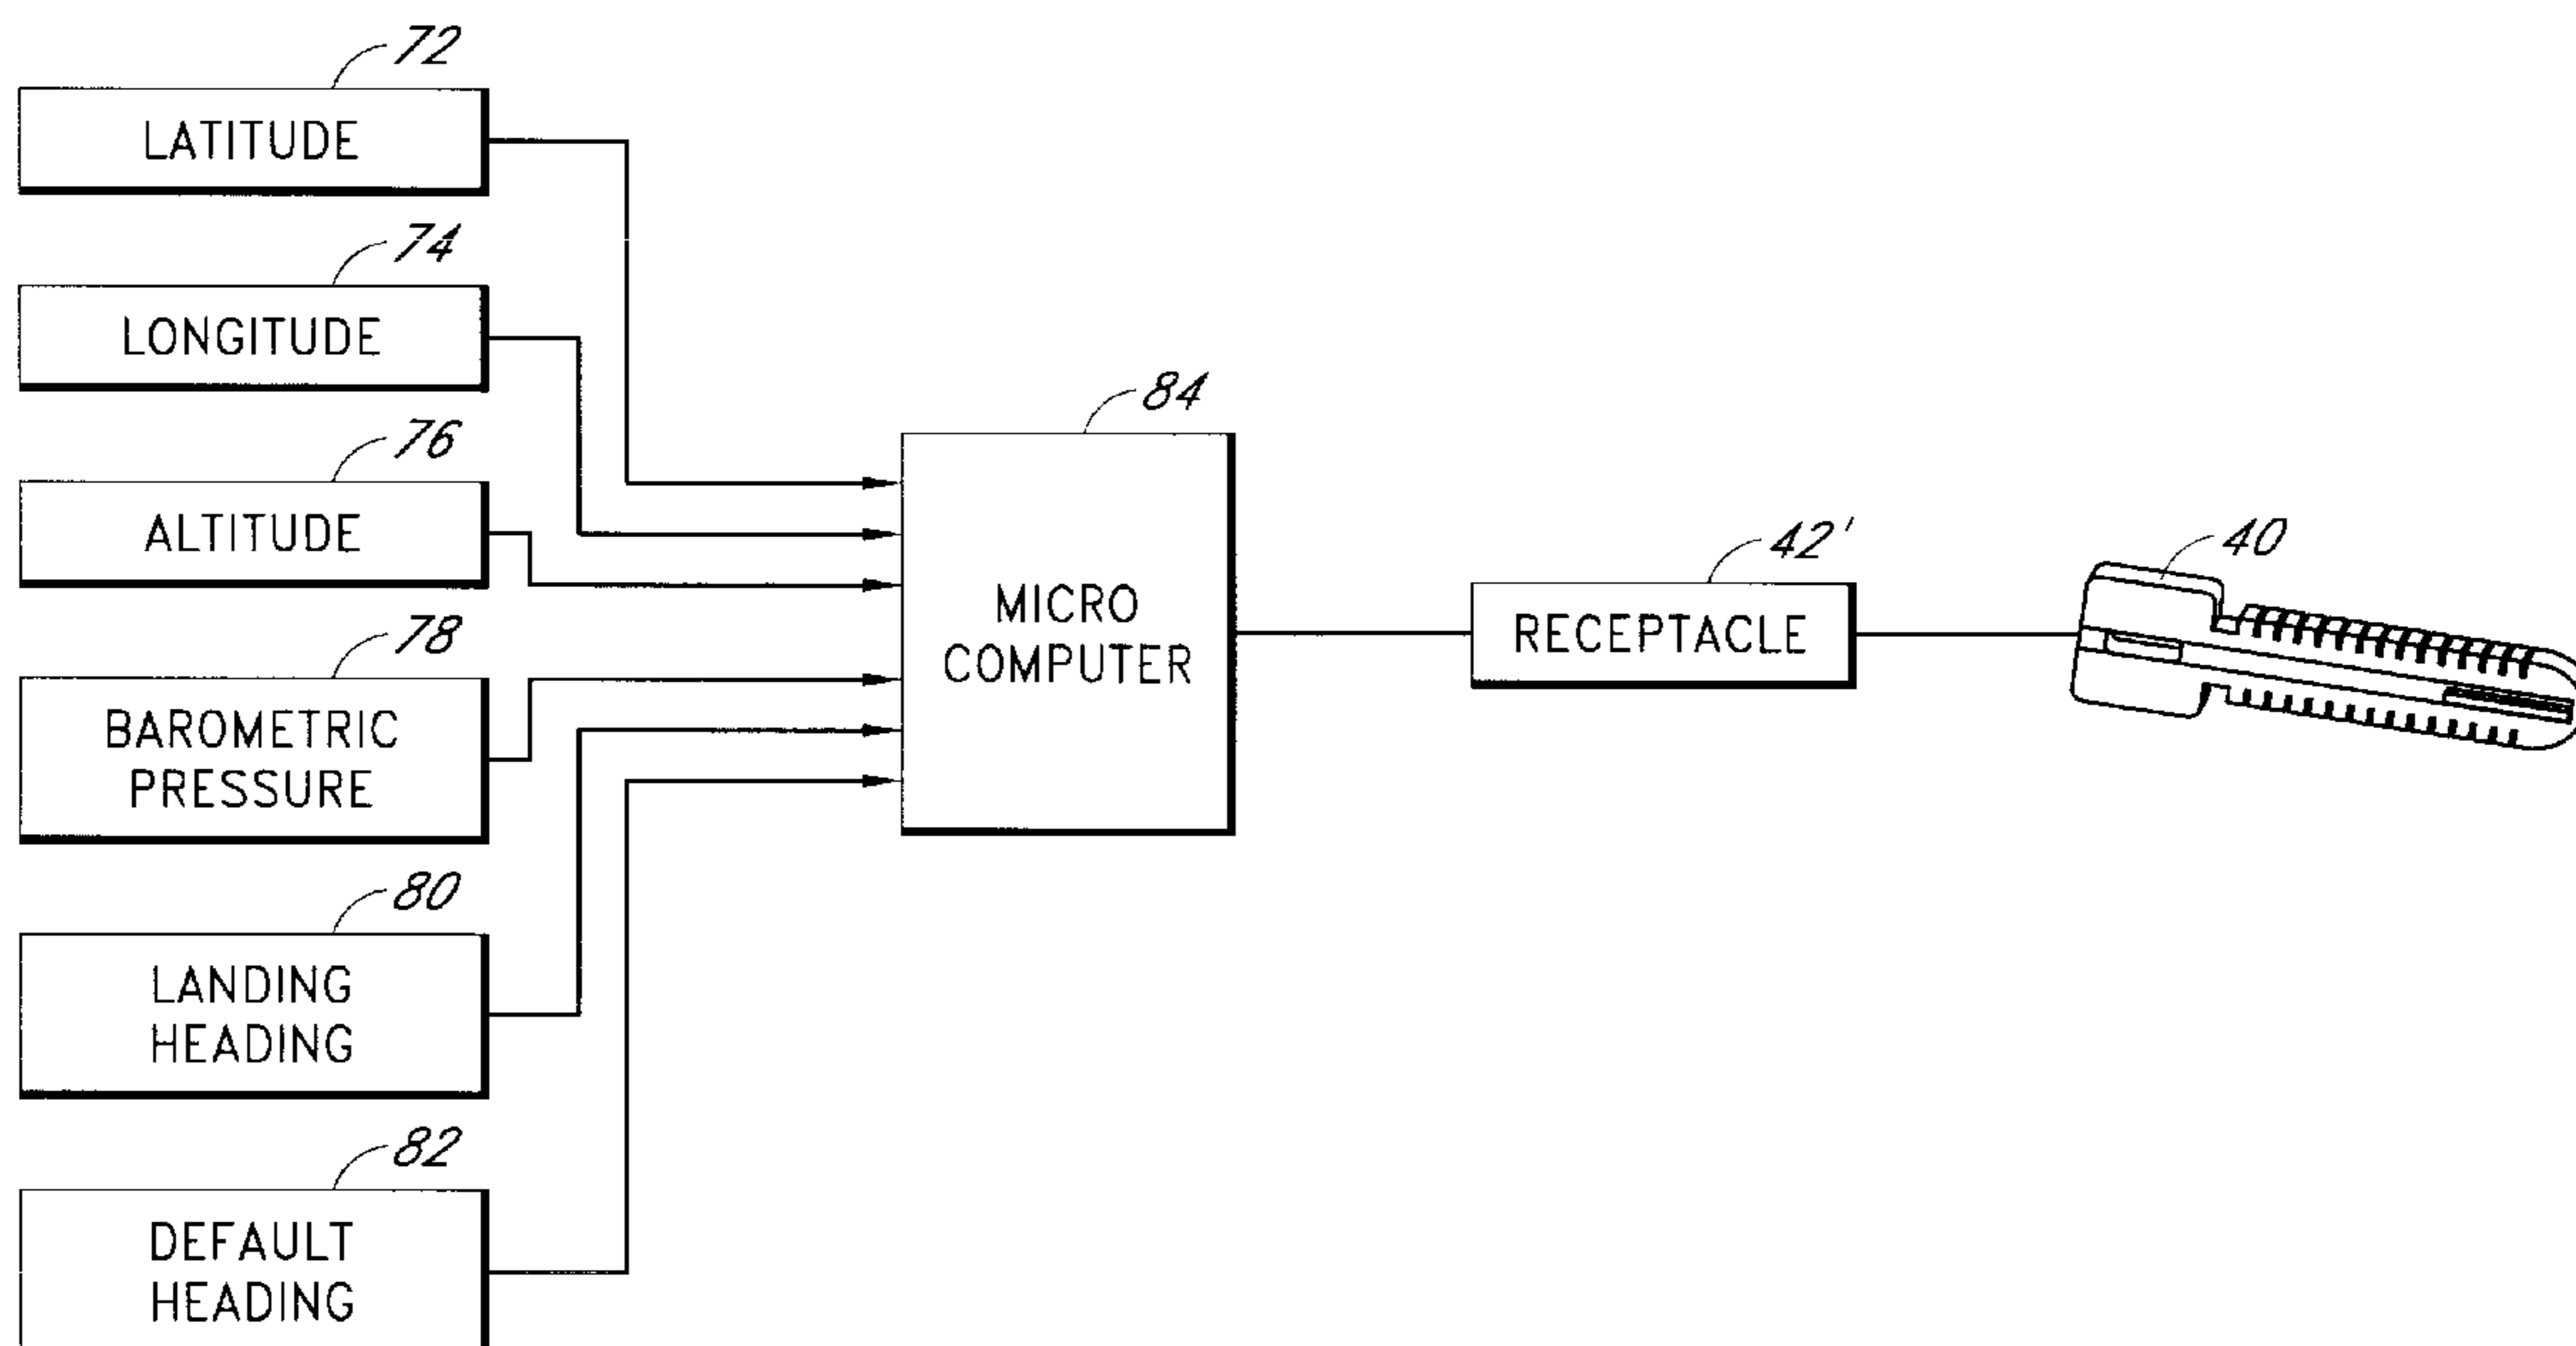 72
LATITUDE
74
LONGITUDE
76
ALTITUDE
78
BAROMETRIC
PRESSURE
80
LANDING
HEADING
82
DEFAULT
HEADING
84
MICRO
COMPUTER
42'
RECEPTACLE
40